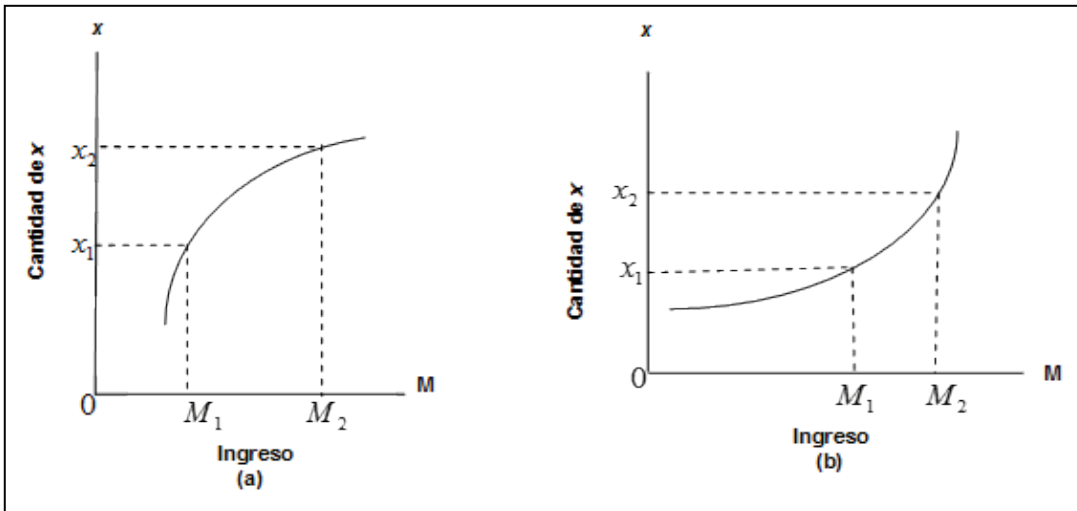 x
Cantidad de x
x₂
x₁
0
M₁
M₂
M
Ingreso
(a)
x
Cantidad de x
x₂
x₁
0
M₁
M₂
M
Ingreso
(b)